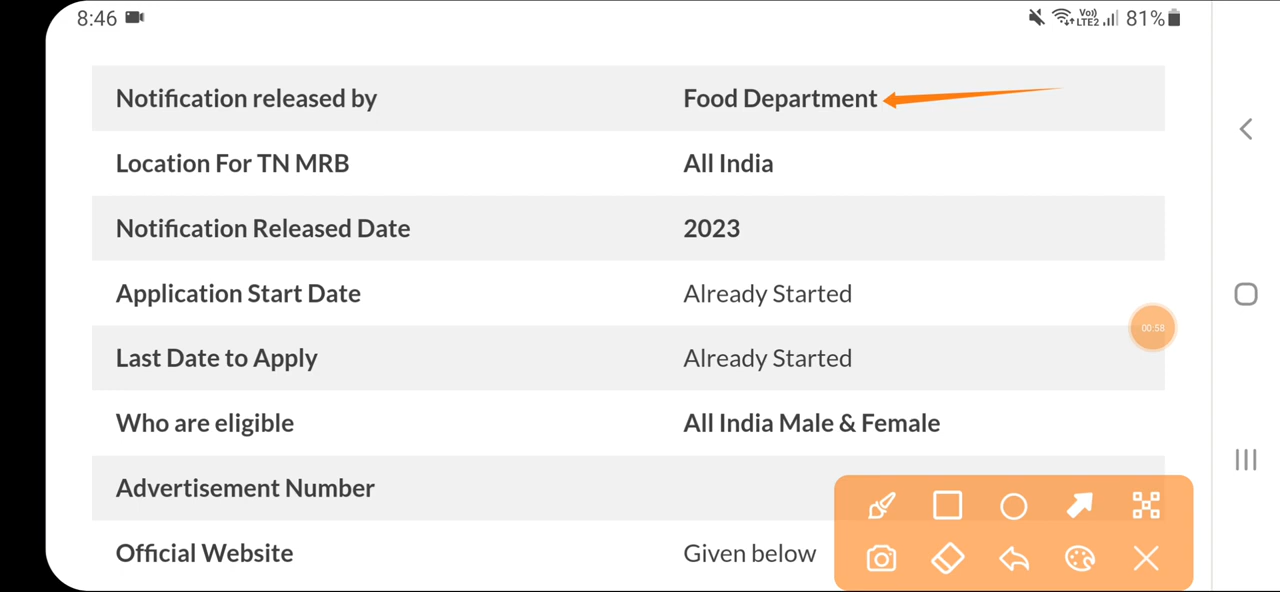 8:46 Vo)) LTE2 81%
Notification released by Food Department
Location For TN MRB All India
Notification Released Date 2023
Application Start Date Already Started
00:58
Last Date to Apply Already Started
Who are eligible All India Male & Female
Advertisement Number
Official Website Given below